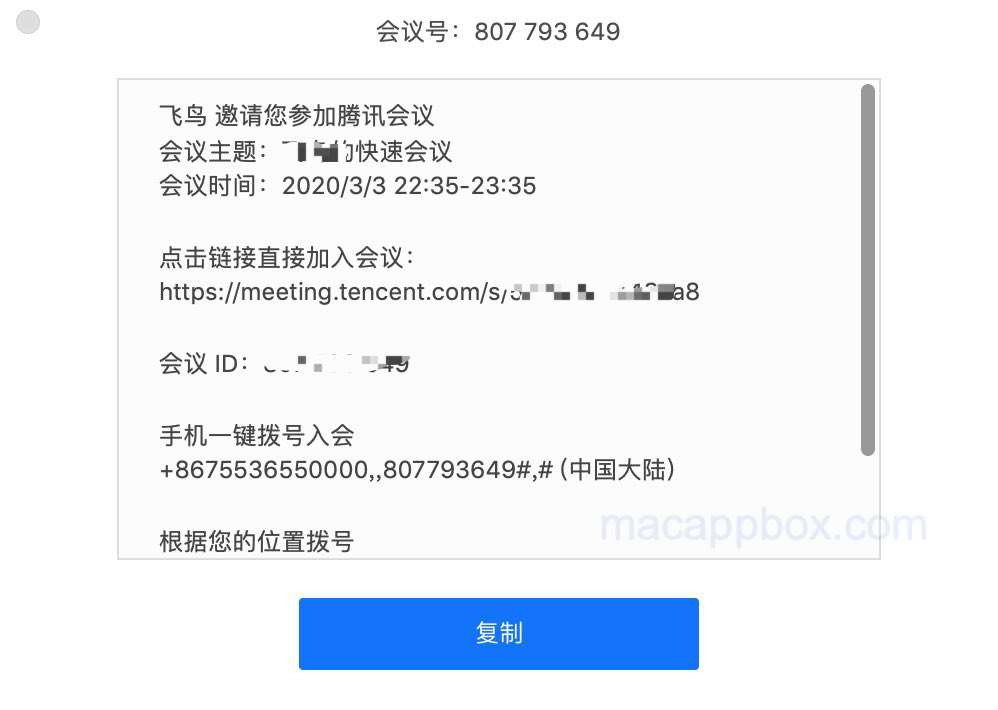 会议号：807 793 649
飞鸟 邀请您参加腾讯会议
会议主题：的快速会议
会议时间：2020/3/3 22:35-23:35
点击链接直接加入会议：
https://meeting.tencent.com/s/
会议 ID：
手机一键拨号入会
+8675536550000,,807793649#,# (中国大陆)
根据您的位置拨号
macappbox.com
复制